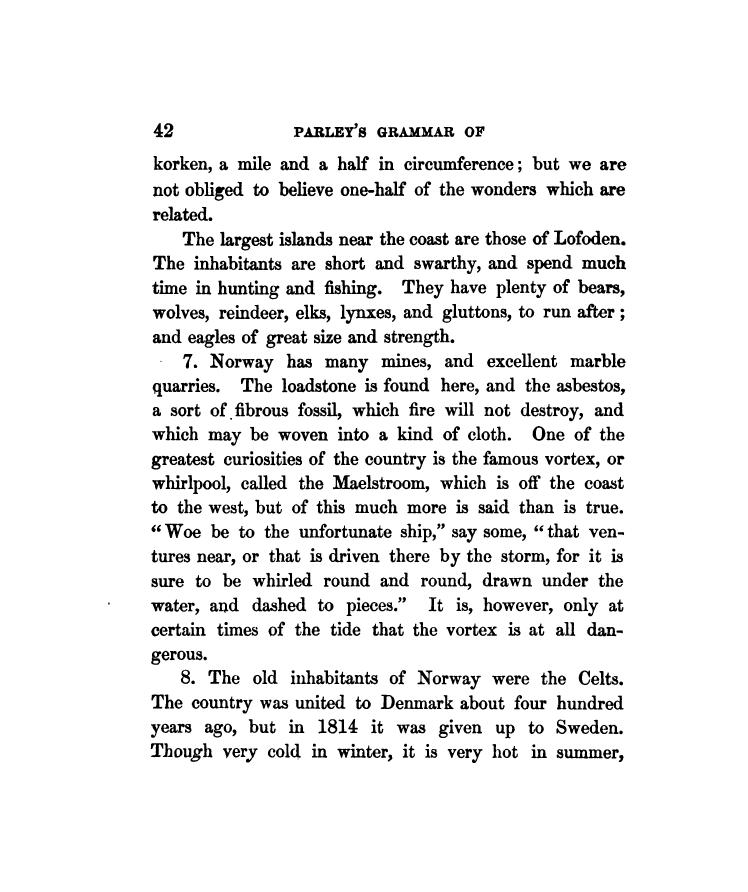 42 PARLEY'S GRAMMAR OF
korken, a mile and a half in circumference; but we are
not obliged to believe one-half of the wonders which are
related.
The largest islands near the coast are those of Lofoden.
The inhabitants are short and swarthy, and spend much
time in hunting and fishing. They have plenty of bears,
wolves, reindeer, elks, lynxes, and gluttons, to run after;
and eagles of great size and strength.
7. Norway has many mines, and excellent marble
quarries. The loadstone is found here, and the asbestos,
a sort of fibrous fossil, which fire will not destroy, and
which may be woven into a kind of cloth. One of the
greatest curiosities of the country is the famous vortex, or
whirlpool, called the Maelstroom, which is off the coast
to the west, but of this much more is said than is true.
"Woe be to the unfortunate ship," say some, "that ven-
tures near, or that is driven there by the storm, for it is
sure to be whirled round and round, drawn under the
water, and dashed to pieces." It is, however, only at
certain times of the tide that the vortex is at all dan-
gerous.
8. The old inhabitants of Norway were the Celts.
The country was united to Denmark about four hundred
years ago, but in 1814 it was given up to Sweden.
Though very cold in winter, it is very hot in summer,